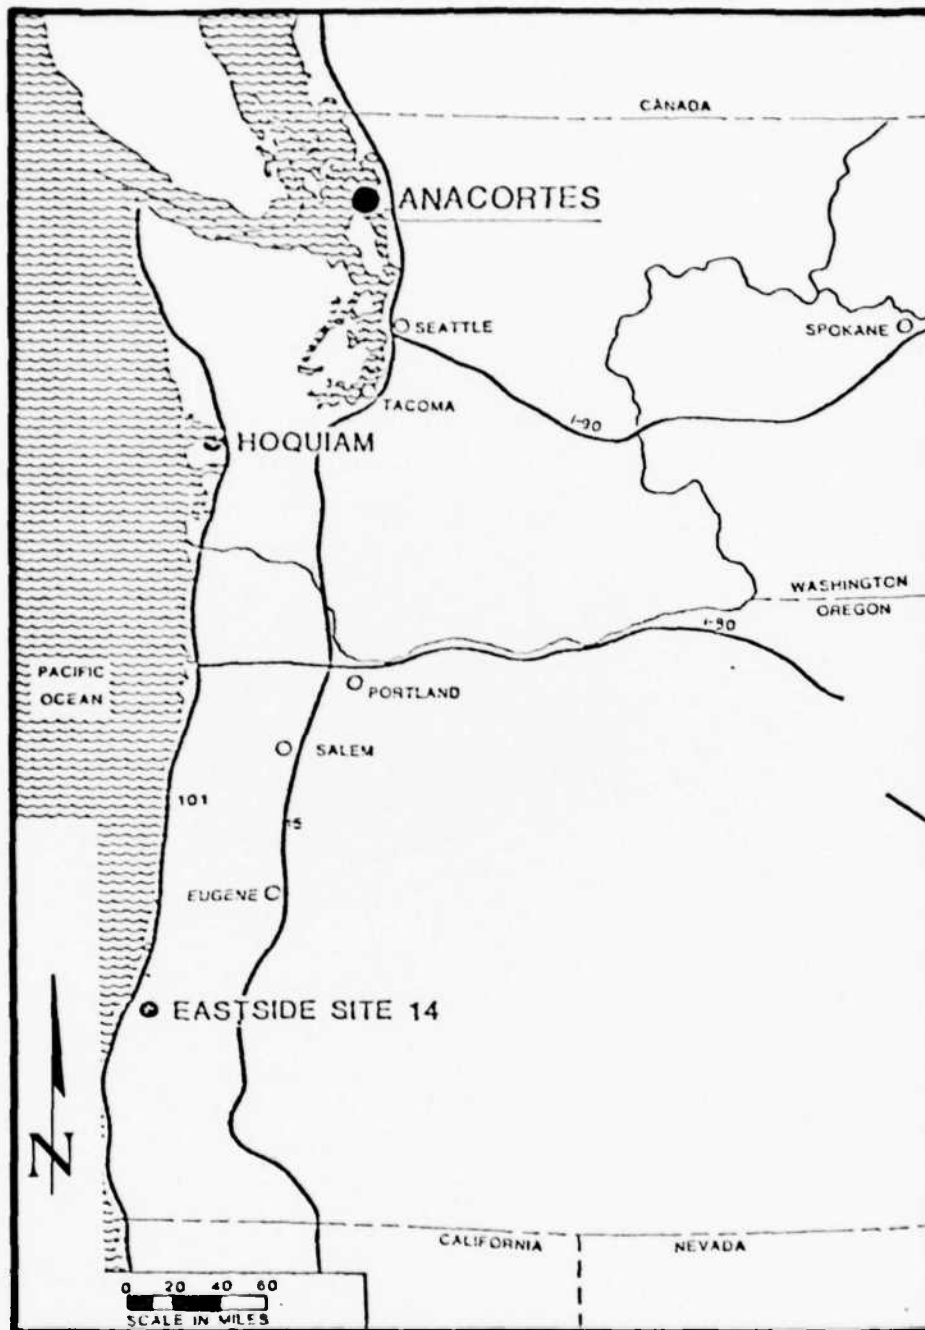 CANADA
ANACORTES
SEATTLE
SPOKANE
TACOMA
I-90
HOQUIAM
WASHINGTON
OREGON
I-80
PACIFIC
OCEAN
PORTLAND
SALEM
101
I5
EUGENE
EASTSIDE SITE 14
N
CALIFORNIA
NEVADA
0 20 40 60
SCALE IN MILES